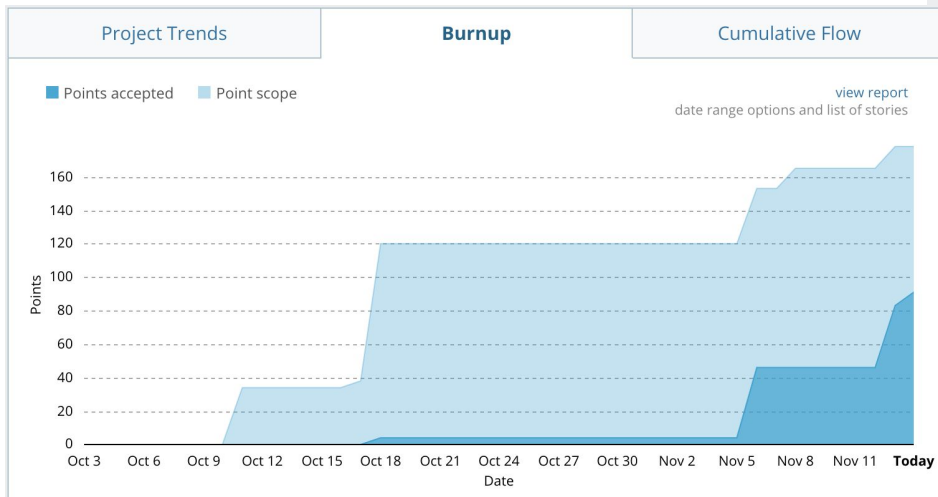 Project Trends
Burnup
Cumulative Flow
Points accepted
Point scope
view report
date range options and list of stories
160
140
120
100
80
60
40
20
0
Points
Oct 3 Oct 6 Oct 9 Oct 12 Oct 15 Oct 18 Oct 21 Oct 24 Oct 27 Oct 30 Nov 2 Nov 5 Nov 8 Nov 11 Today
Date